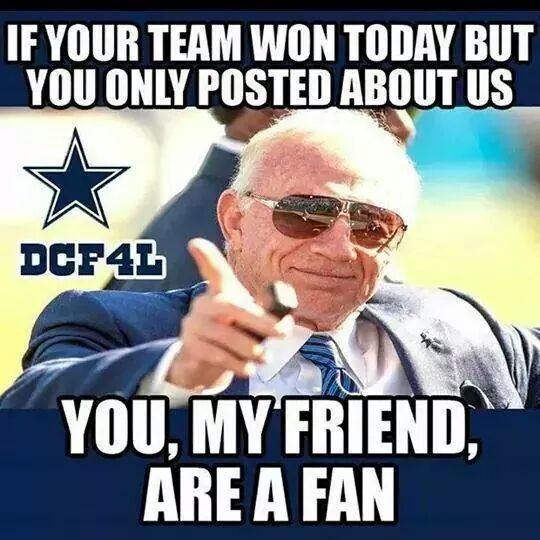 IF YOUR TEAM WON TODAY BUT
YOU ONLY POSTED ABOUT US
DCF4L
YOU, MY FRIEND,
ARE A FAN